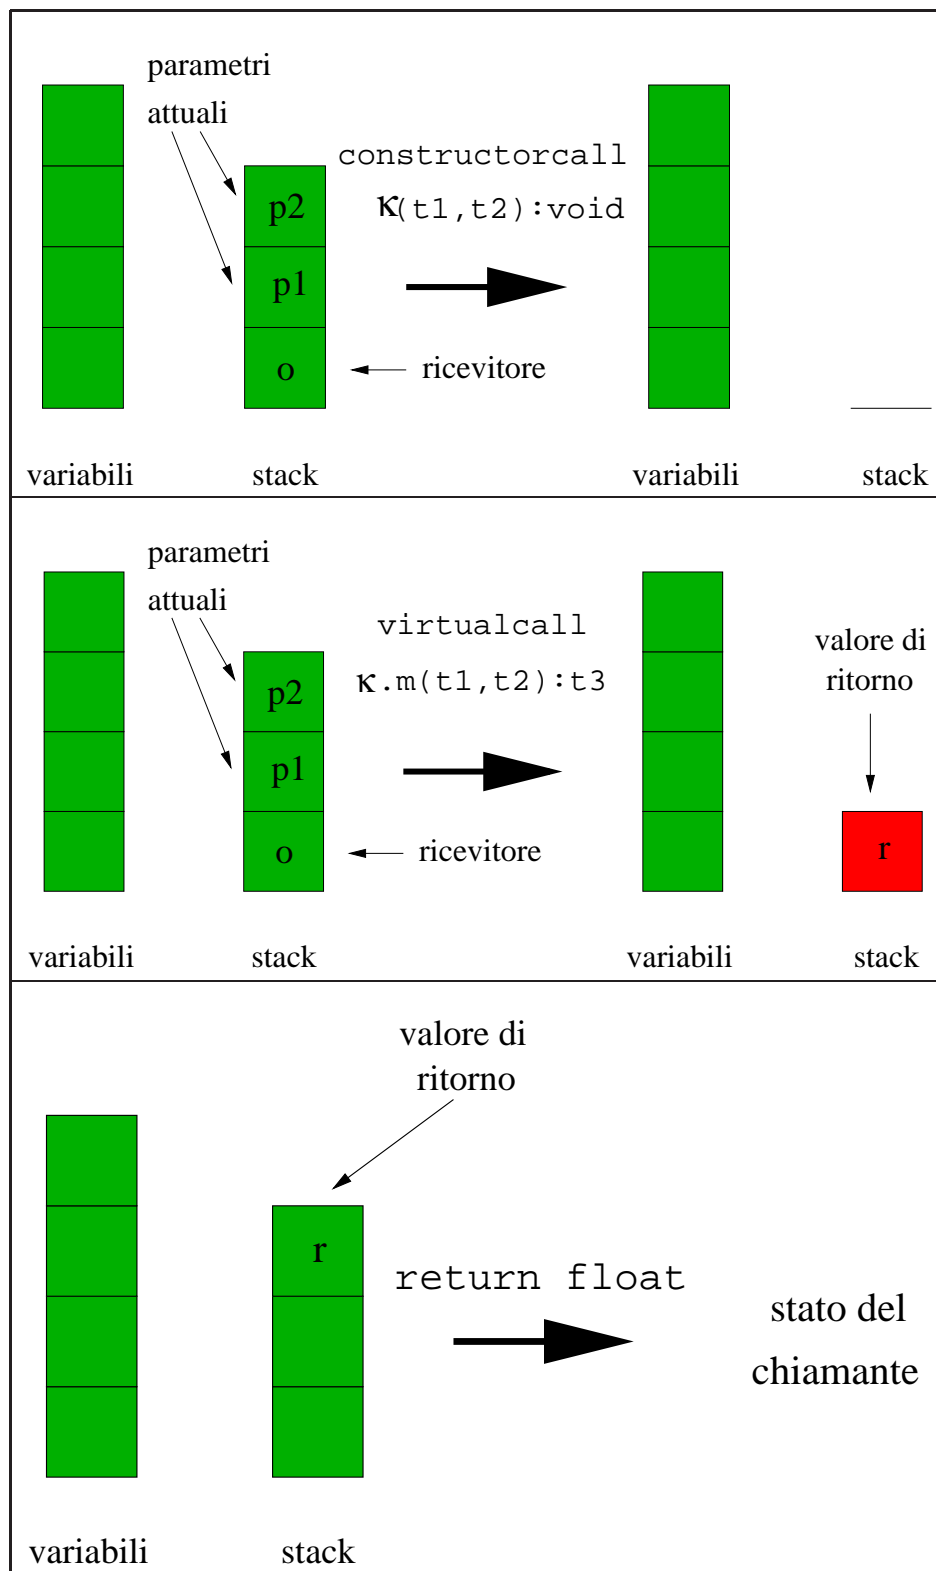 parametri
attuali
constructorcall
κ(t1,t2):void
p2
p1
o
ricevitore
variabili
stack
variabili
stack
parametri
attuali
virtualcall
κ.m(t1,t2):t3
valore di
ritorno
p2
p1
o
ricevitore
r
variabili
stack
variabili
stack
valore di
ritorno
r
return float
stato del
chiamante
variabili
stack